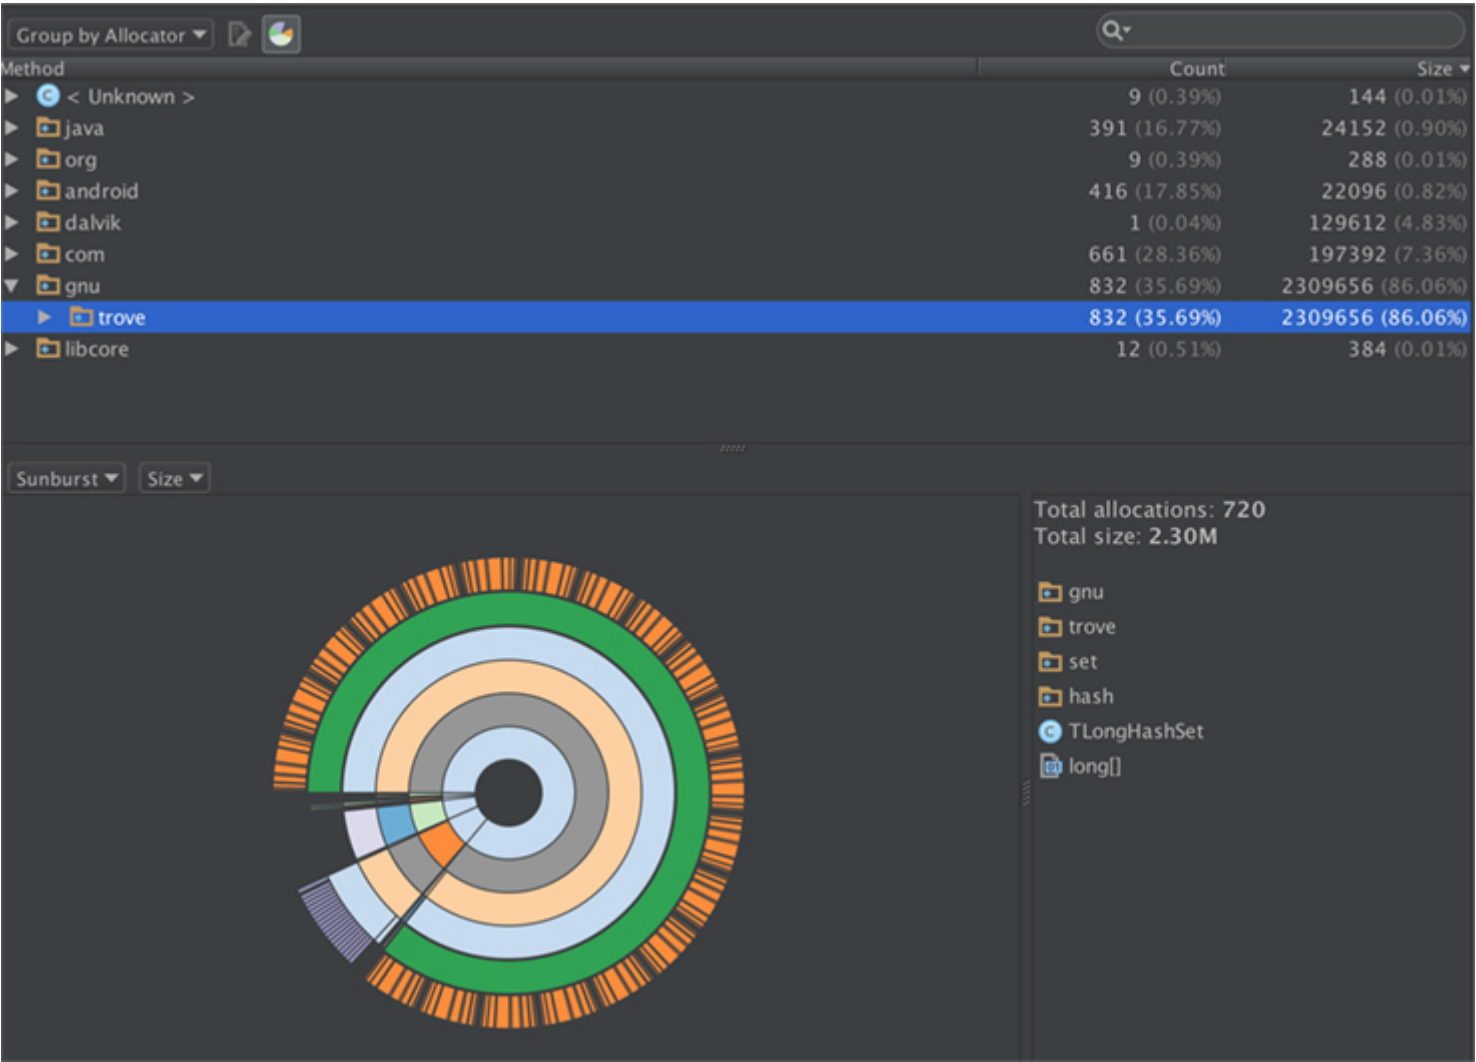 Group by Allocator
Method Count Size
< Unknown > 9 (0.39%) 144 (0.01%)
java 391 (16.77%) 24152 (0.90%)
org 9 (0.39%) 288 (0.01%)
android 416 (17.85%) 22096 (0.82%)
dalvik 1 (0.04%) 129612 (4.83%)
com 661 (28.36%) 197392 (7.36%)
gnu 832 (35.69%) 2309656 (86.06%)
trove 832 (35.69%) 2309656 (86.06%)
libcore 12 (0.51%) 384 (0.01%)
Sunburst Size
Total allocations: 720
Total size: 2.30M
gnu
trove
set
hash
TLongHashSet
long[]